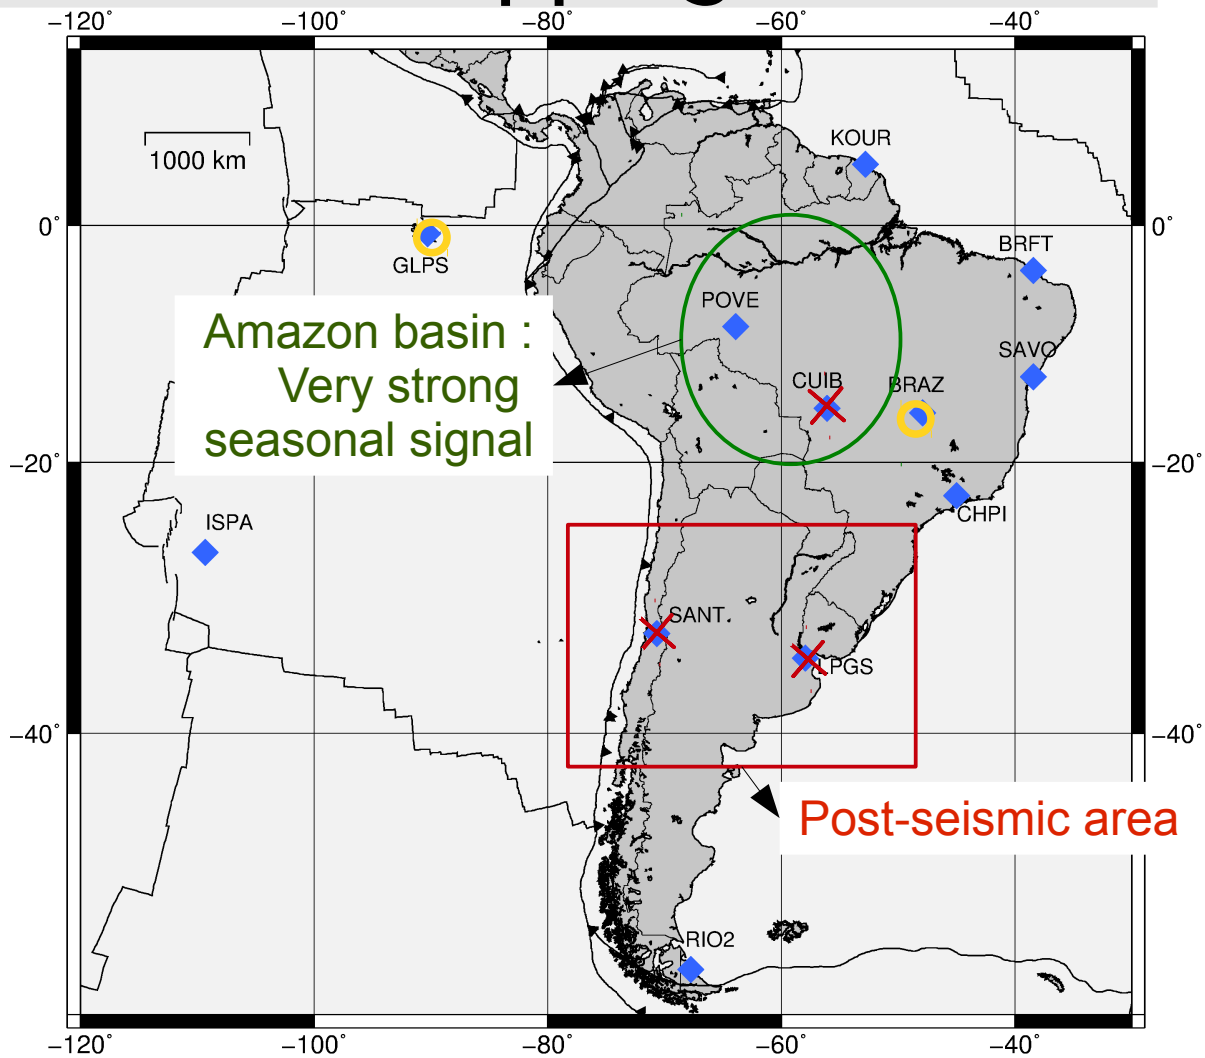 −120° −100° −80° −60° −40°
1000 km
KOUR
0° 0°
BRFT
GLPS
POVE
Amazon basin :
Very strong
seasonal signal
SAVO
CUIB BRAZ
−20° −20°
CHPI
ISPA
SANT
LPGS
−40° −40°
Post-seismic area
RIO2
−120° −100° −80° −60° −40°